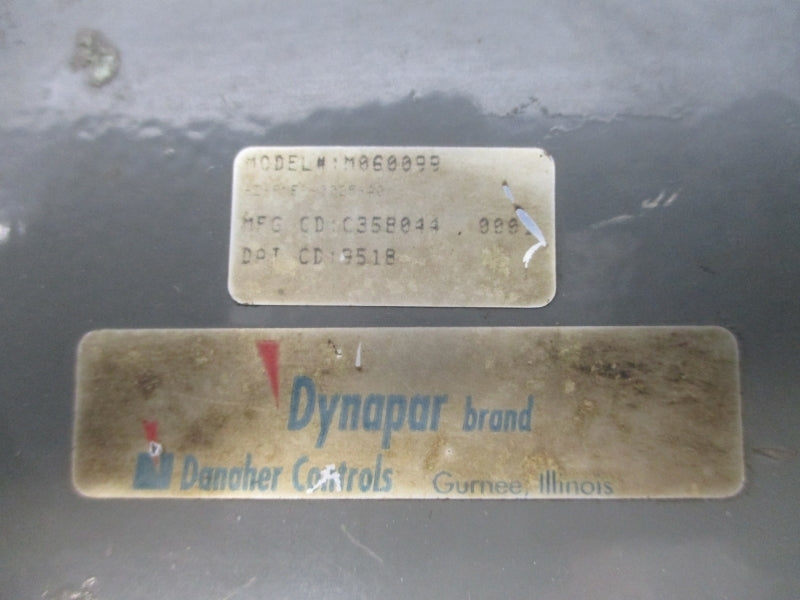 MODEL#:M060099
MFG CD:C358044
DAT CD:9518
Dynapar brand
Danaher Controls Gurnee, Illinois